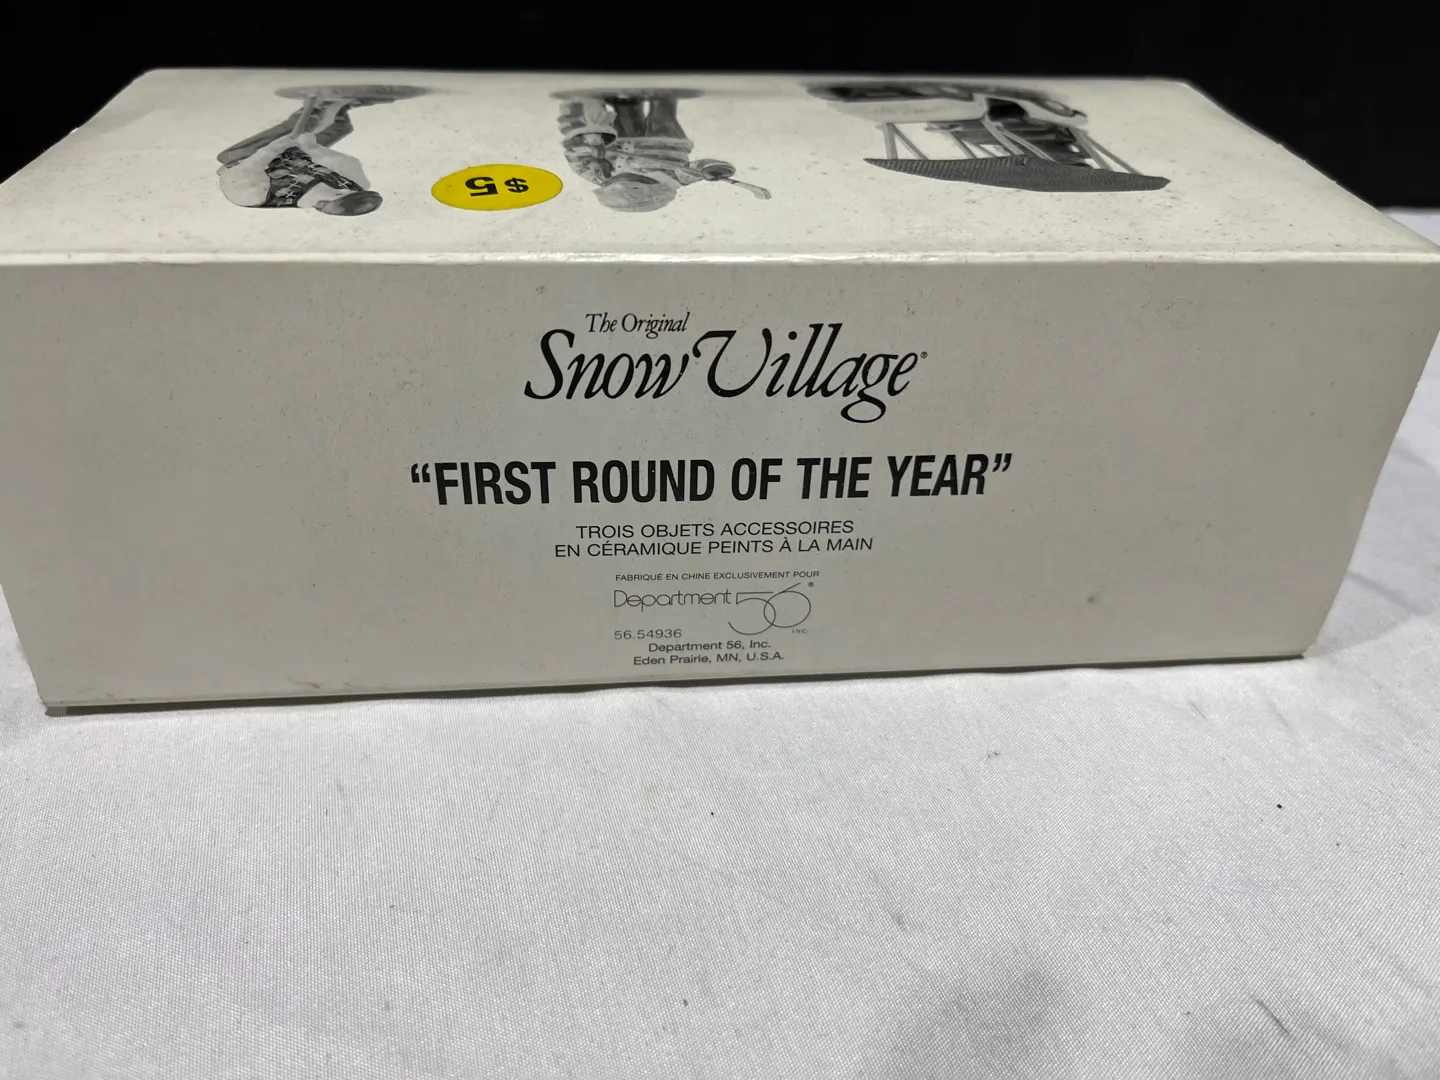 $5
The Original
Snow Village®
“FIRST ROUND OF THE YEAR”
TROIS OBJETS ACCESSOIRES
EN CÉRAMIQUE PEINTS À LA MAIN
FABRIQUÉ EN CHINE EXCLUSIVEMENT POUR
Department 56®
INC.
56.54936
Department 56, Inc.
Eden Prairie, MN, U.S.A.